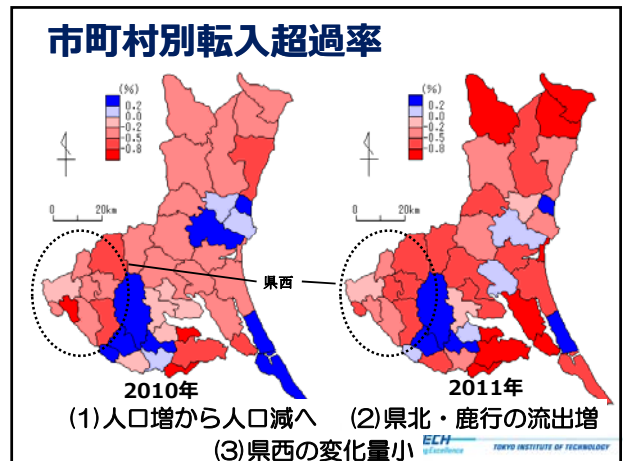 市町村別転入超過率
(%)
0.2
0.0
-0.2
-0.5
-0.8
0 20km
(%)
0.2
0.0
-0.2
-0.5
-0.8
0 20km
県西
2010年
2011年
(1)人口増から人口減へ (2)県北・鹿行の流出増
(3)県西の変化量小
TECH
TOKYO INSTITUTE OF TECHNOLOGY
Excellence